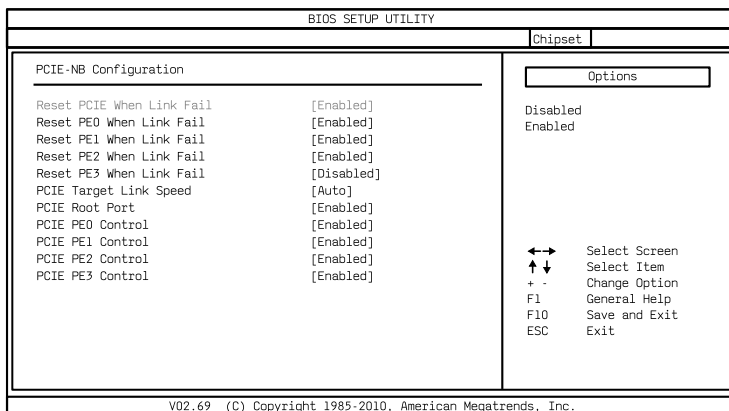 BIOS SETUP UTILITY
Chipset
PCIE-NB Configuration
Reset PCIE When Link Fail [Enabled]
Reset PE0 When Link Fail [Enabled]
Reset PE1 When Link Fail [Enabled]
Reset PE2 When Link Fail [Enabled]
Reset PE3 When Link Fail [Disabled]
PCIE Target Link Speed [Auto]
PCIE Root Port [Enabled]
PCIE PE0 Control [Enabled]
PCIE PE1 Control [Enabled]
PCIE PE2 Control [Enabled]
PCIE PE3 Control [Enabled]
Options
Disabled
Enabled
←→ Select Screen
↑↓ Select Item
+ - Change Option
F1 General Help
F10 Save and Exit
ESC Exit
V02.69 (C) Copyright 1985-2010, American Megatrends, Inc.